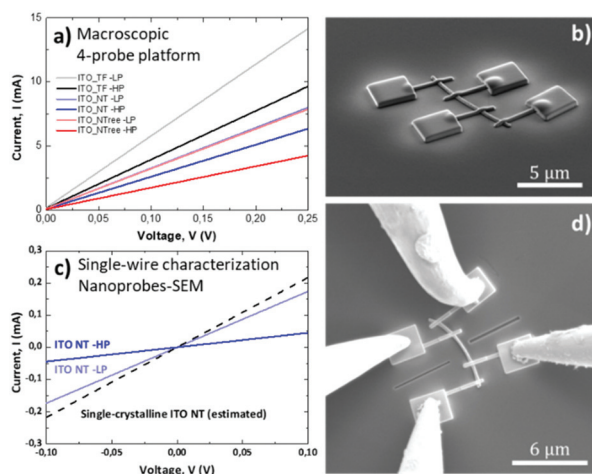 a) Macroscopic
4-probe platform
ITO_TF -LP
ITO_TF -HP
ITO_NT -LP
ITO_NT -HP
ITO_NTree -LP
ITO_NTree -HP
Current, I (mA)
15
10
5
0
0,00 0,05 0,10 0,15 0,20 0,25
Voltage, V (V)
b)
5 μm
c) Single-wire characterization
Nanoprobes-SEM
ITO NT -HP
ITO NT -LP
Single-crystalline ITO NT (estimated)
Current, I (mA)
0,3
0,2
0,1
0,0
-0,1
-0,2
-0,3
-0,10 -0,05 0,00 0,05 0,10
Voltage, V (V)
d)
6 μm